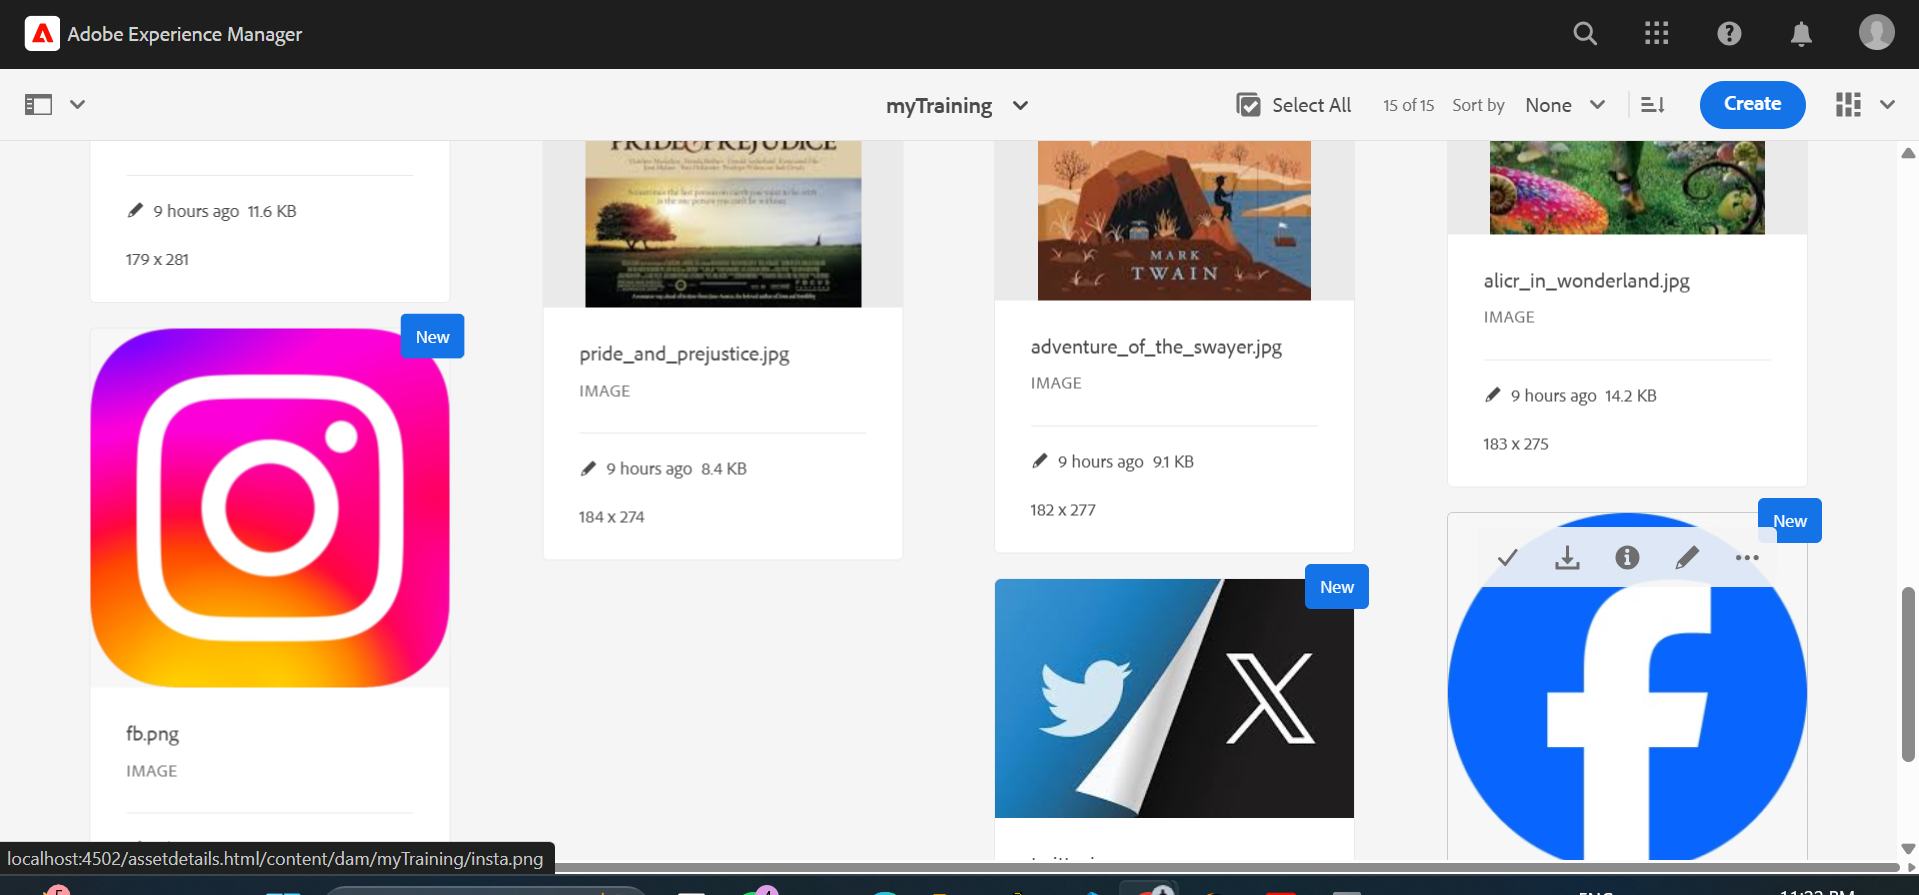 Adobe Experience Manager
myTraining
Select All 15 of 15 Sort by None Create
9 hours ago 11.6 KB
179 x 281
New
fb.png
IMAGE
PRIDE & PREJUDICE
pride_and_prejustice.jpg
IMAGE
9 hours ago 8.4 KB
184 x 274
MARK
TWAIN
adventure_of_the_swayer.jpg
IMAGE
9 hours ago 9.1 KB
182 x 277
New
alicr_in_wonderland.jpg
IMAGE
9 hours ago 14.2 KB
183 x 275
New
localhost:4502/assetdetails.html/content/dam/myTraining/insta.png